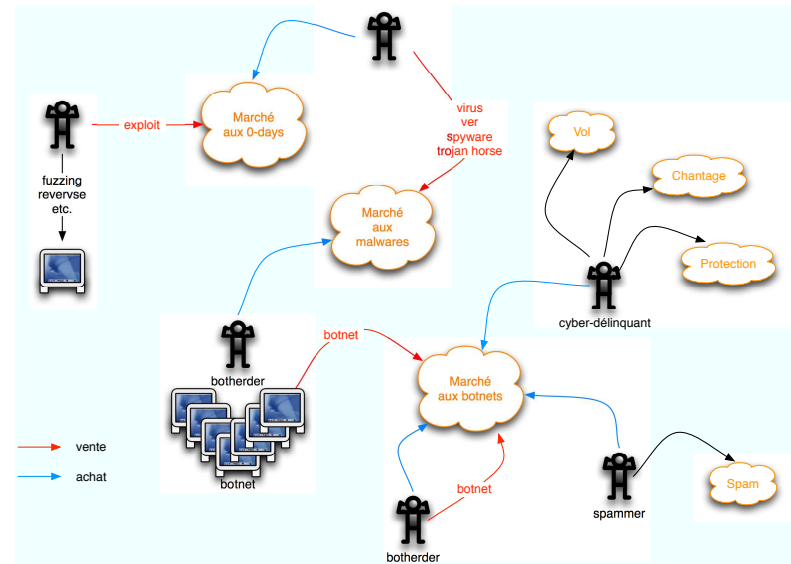 exploit
Marché
aux 0-days
virus
ver
spyware
trojan horse
fuzzing
revervse
etc.
Marché
aux
malwares
Vol
Chantage
Protection
cyber-délinquant
botherder
botnet
botnet
Marché
aux botnets
vente
achat
botnet
botherder
spammer
Spam